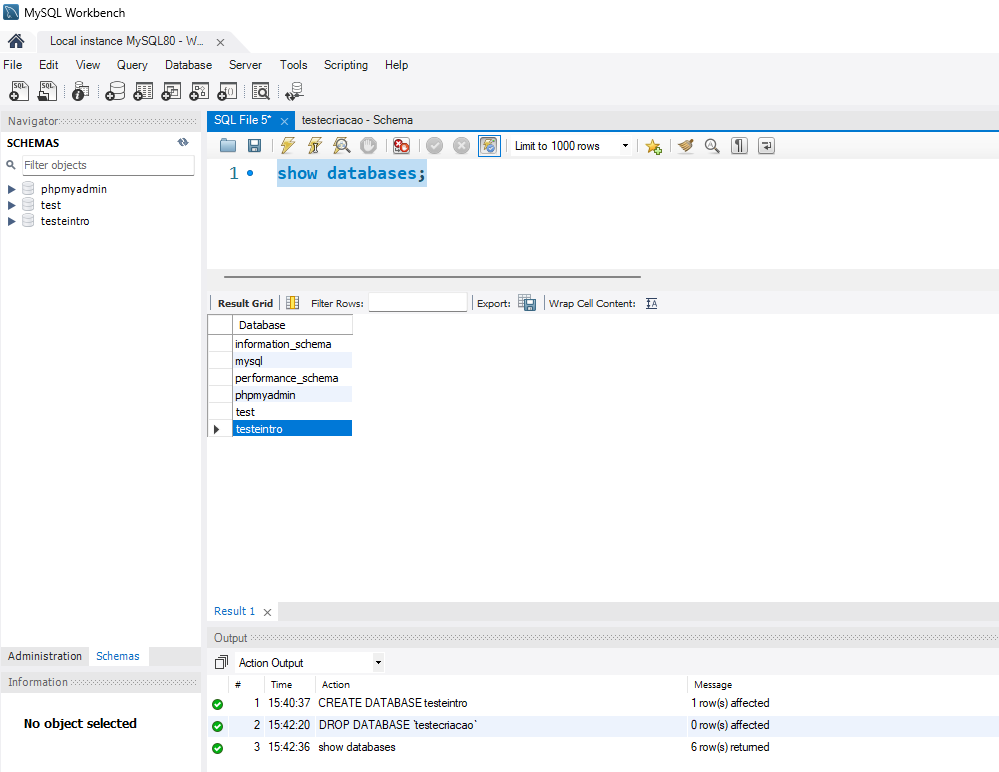 MySQL Workbench
Local instance MySQL80 - W...
File Edit View Query Database Server Tools Scripting Help
Navigator
SCHEMAS
Filter objects
phpmyadmin
test
testeintro
Administration Schemas
Information
No object selected
SQL File 5* testecriacao - Schema
Limit to 1000 rows
1 show databases;
Result Grid Filter Rows: Export: Wrap Cell Content:
Database
information_schema
mysql
performance_schema
phpmyadmin
test
testeintro
Result 1
Output
Action Output
# Time Action Message
1 15:40:37 CREATE DATABASE testeintro 1 row(s) affected
2 15:42:20 DROP DATABASE `testecriacao` 0 row(s) affected
3 15:42:36 show databases 6 row(s) returned